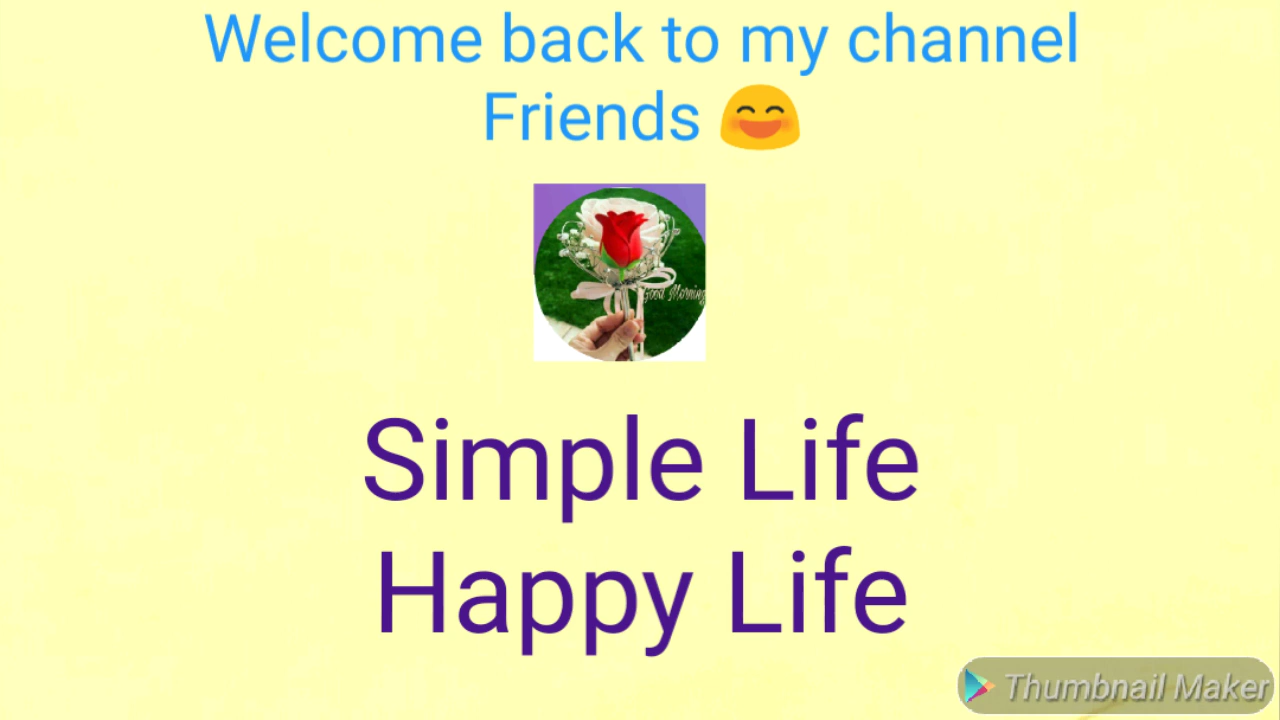 Welcome back to my channel
Friends 😄
Good Morning
Simple Life
Happy Life
Thumbnail Maker